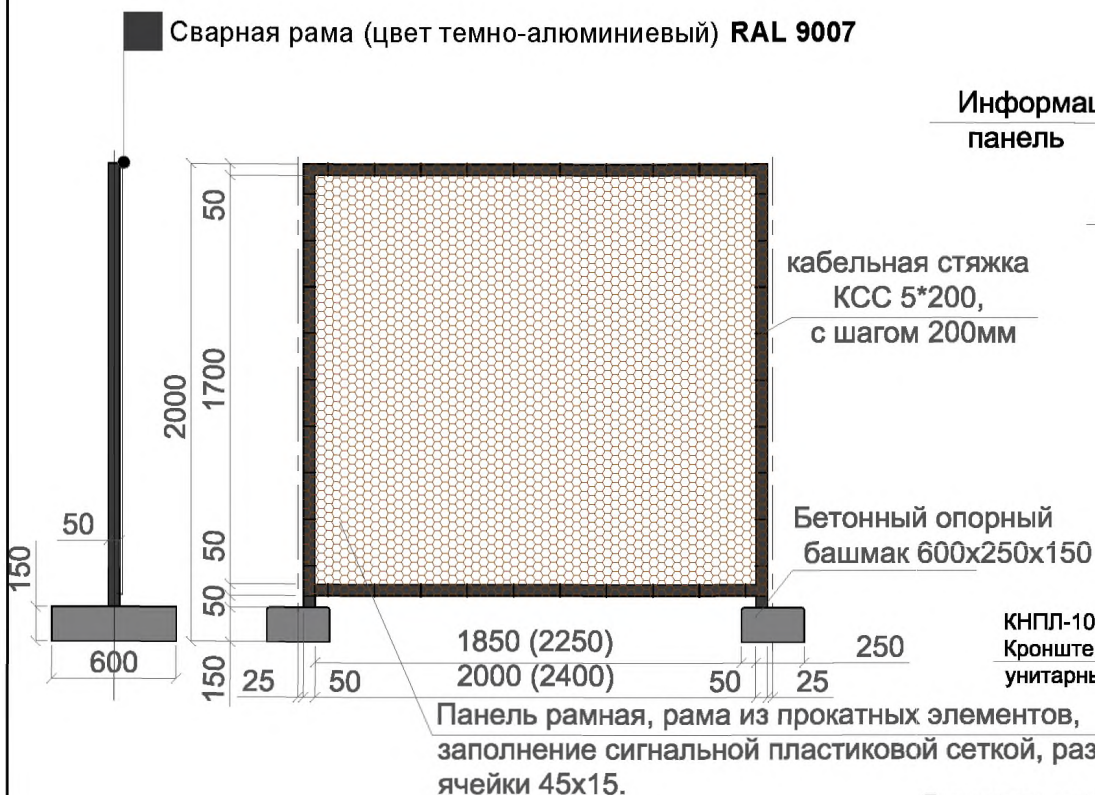 Сварная рама (цвет темно-алюминиевый) RAL 9007
панель
50
кабельная стяжка
КСС 5*200,
с шагом 200мм
2000
1700
50
150
50
50
Бетонный опорный
башмак 600х250х150
600
150
25
50
1850 (2250)
2000 (2400)
50
25
250
КНПЛ-10
Панель рамная, рама из прокатных элементов,
заполнение сигнальной пластиковой сеткой,
ячейки 45х15.